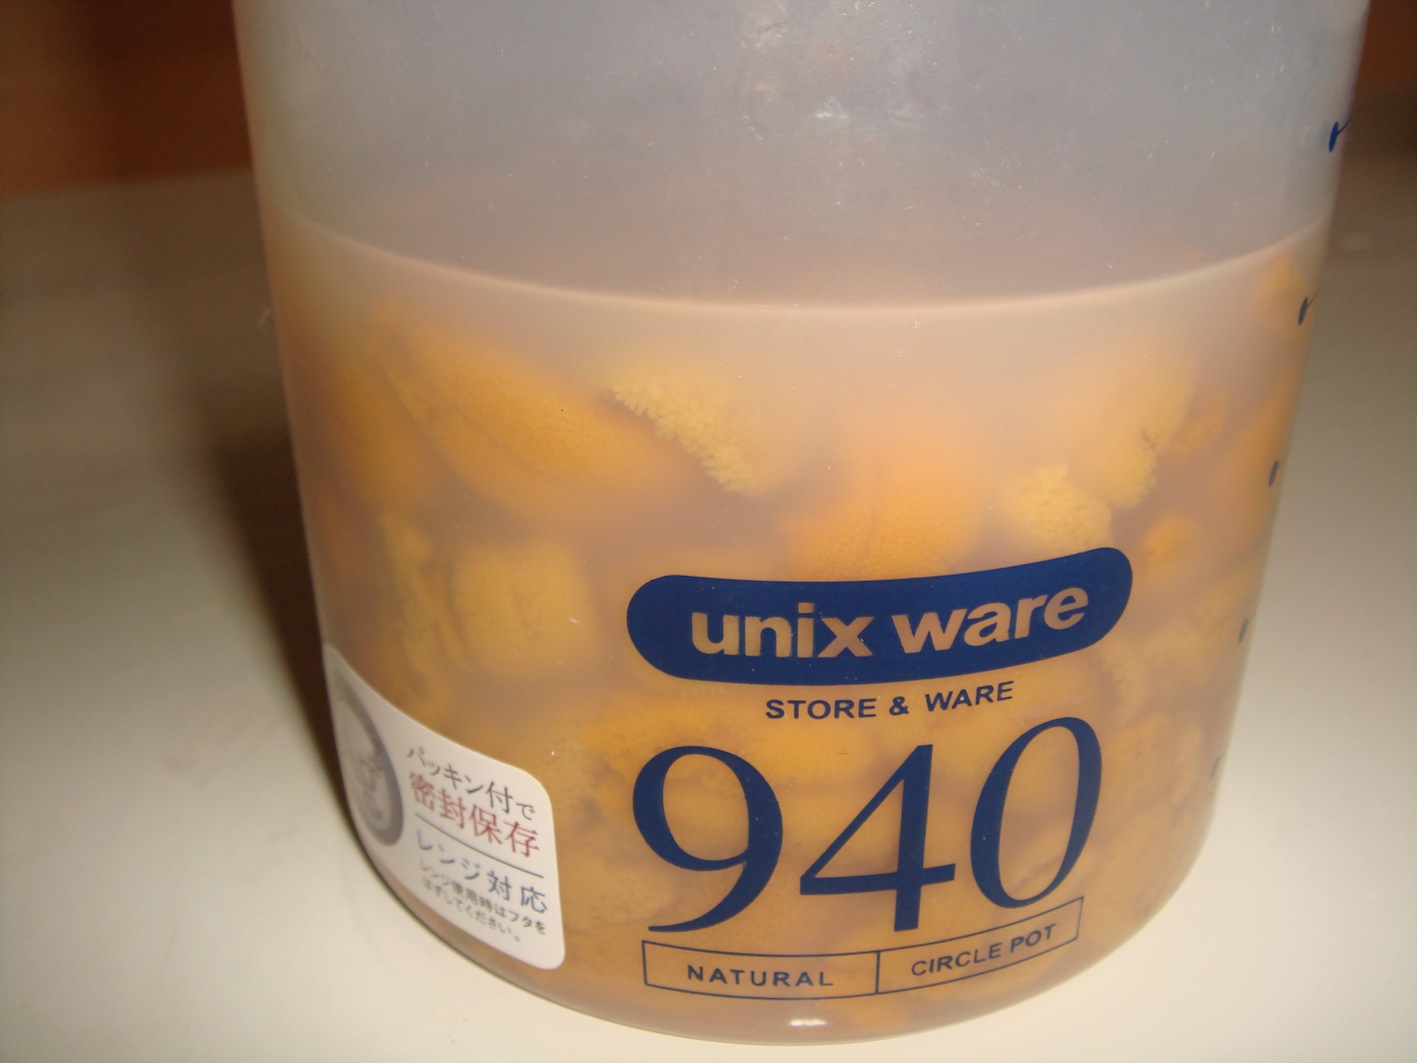 unix ware
STORE & WARE
940
NATURAL
CIRCLE POT
パッキン付で
密封保存
レンジ対応
レンジ使用時はフタを
はずしてください。